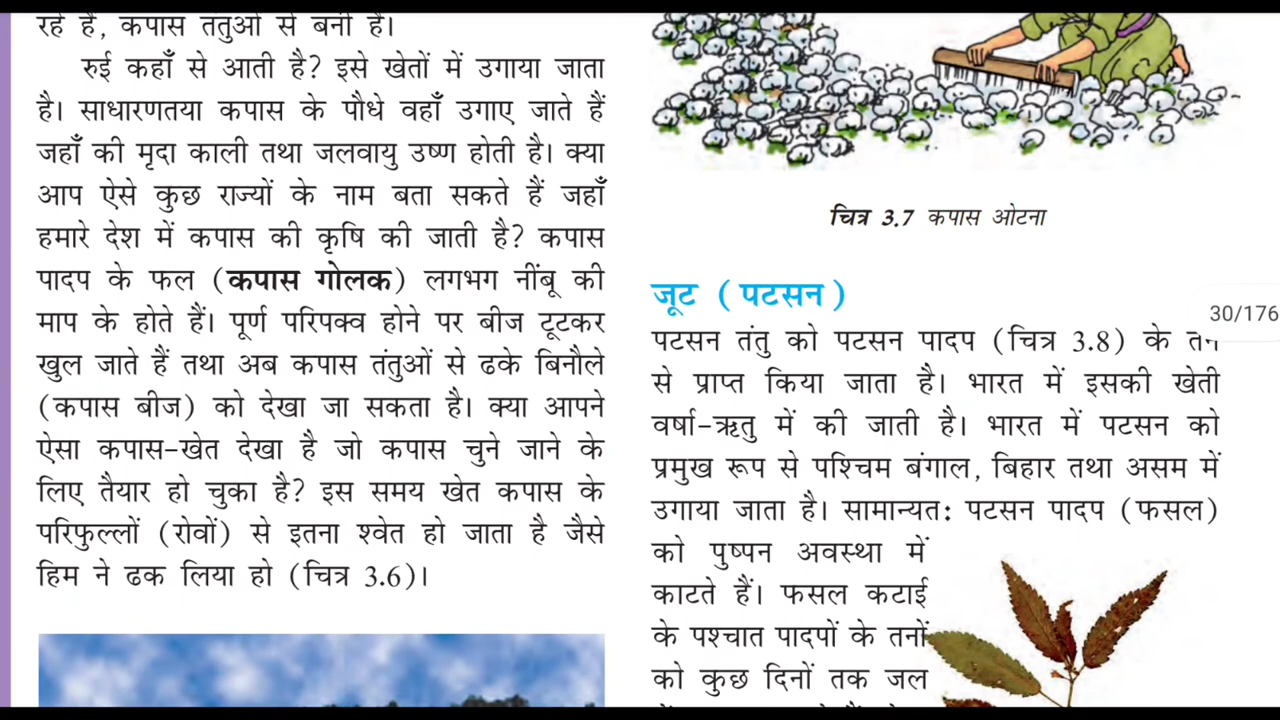 रहे हैं, कपास तंतुओं से बनी है।
रुई कहाँ से आती है? इसे खेतों में उगाया जाता
है। साधारणतया कपास के पौधे वहाँ उगाए जाते हैं
जहाँ की मृदा काली तथा जलवायु उष्ण होती है। क्या
आप ऐसे कुछ राज्यों के नाम बता सकते हैं जहाँ
हमारे देश में कपास की कृषि की जाती है? कपास
पादप के फल (कपास गोलक) लगभग नींबू की
माप के होते हैं। पूर्ण परिपक्व होने पर बीज टूटकर
खुल जाते हैं तथा अब कपास तंतुओं से ढके बिनौले
(कपास बीज) को देखा जा सकता है। क्या आपने
ऐसा कपास-खेत देखा है जो कपास चुने जाने के
लिए तैयार हो चुका है? इस समय खेत कपास के
परिफुल्लों (रोवों) से इतना श्वेत हो जाता है जैसे
हिम ने ढक लिया हो (चित्र 3.6)।
चित्र 3.7 कपास ओटना
जूट (पटसन)
30/176
पटसन तंतु को पटसन पादप (चित्र 3.8) के तने
से प्राप्त किया जाता है। भारत में इसकी खेती
वर्षा-ऋतु में की जाती है। भारत में पटसन को
प्रमुख रूप से पश्चिम बंगाल, बिहार तथा असम में
उगाया जाता है। सामान्यतः पटसन पादप (फसल)
को पुष्पन अवस्था में
काटते हैं। फसल कटाई
के पश्चात पादपों के तनों
को कुछ दिनों तक जल